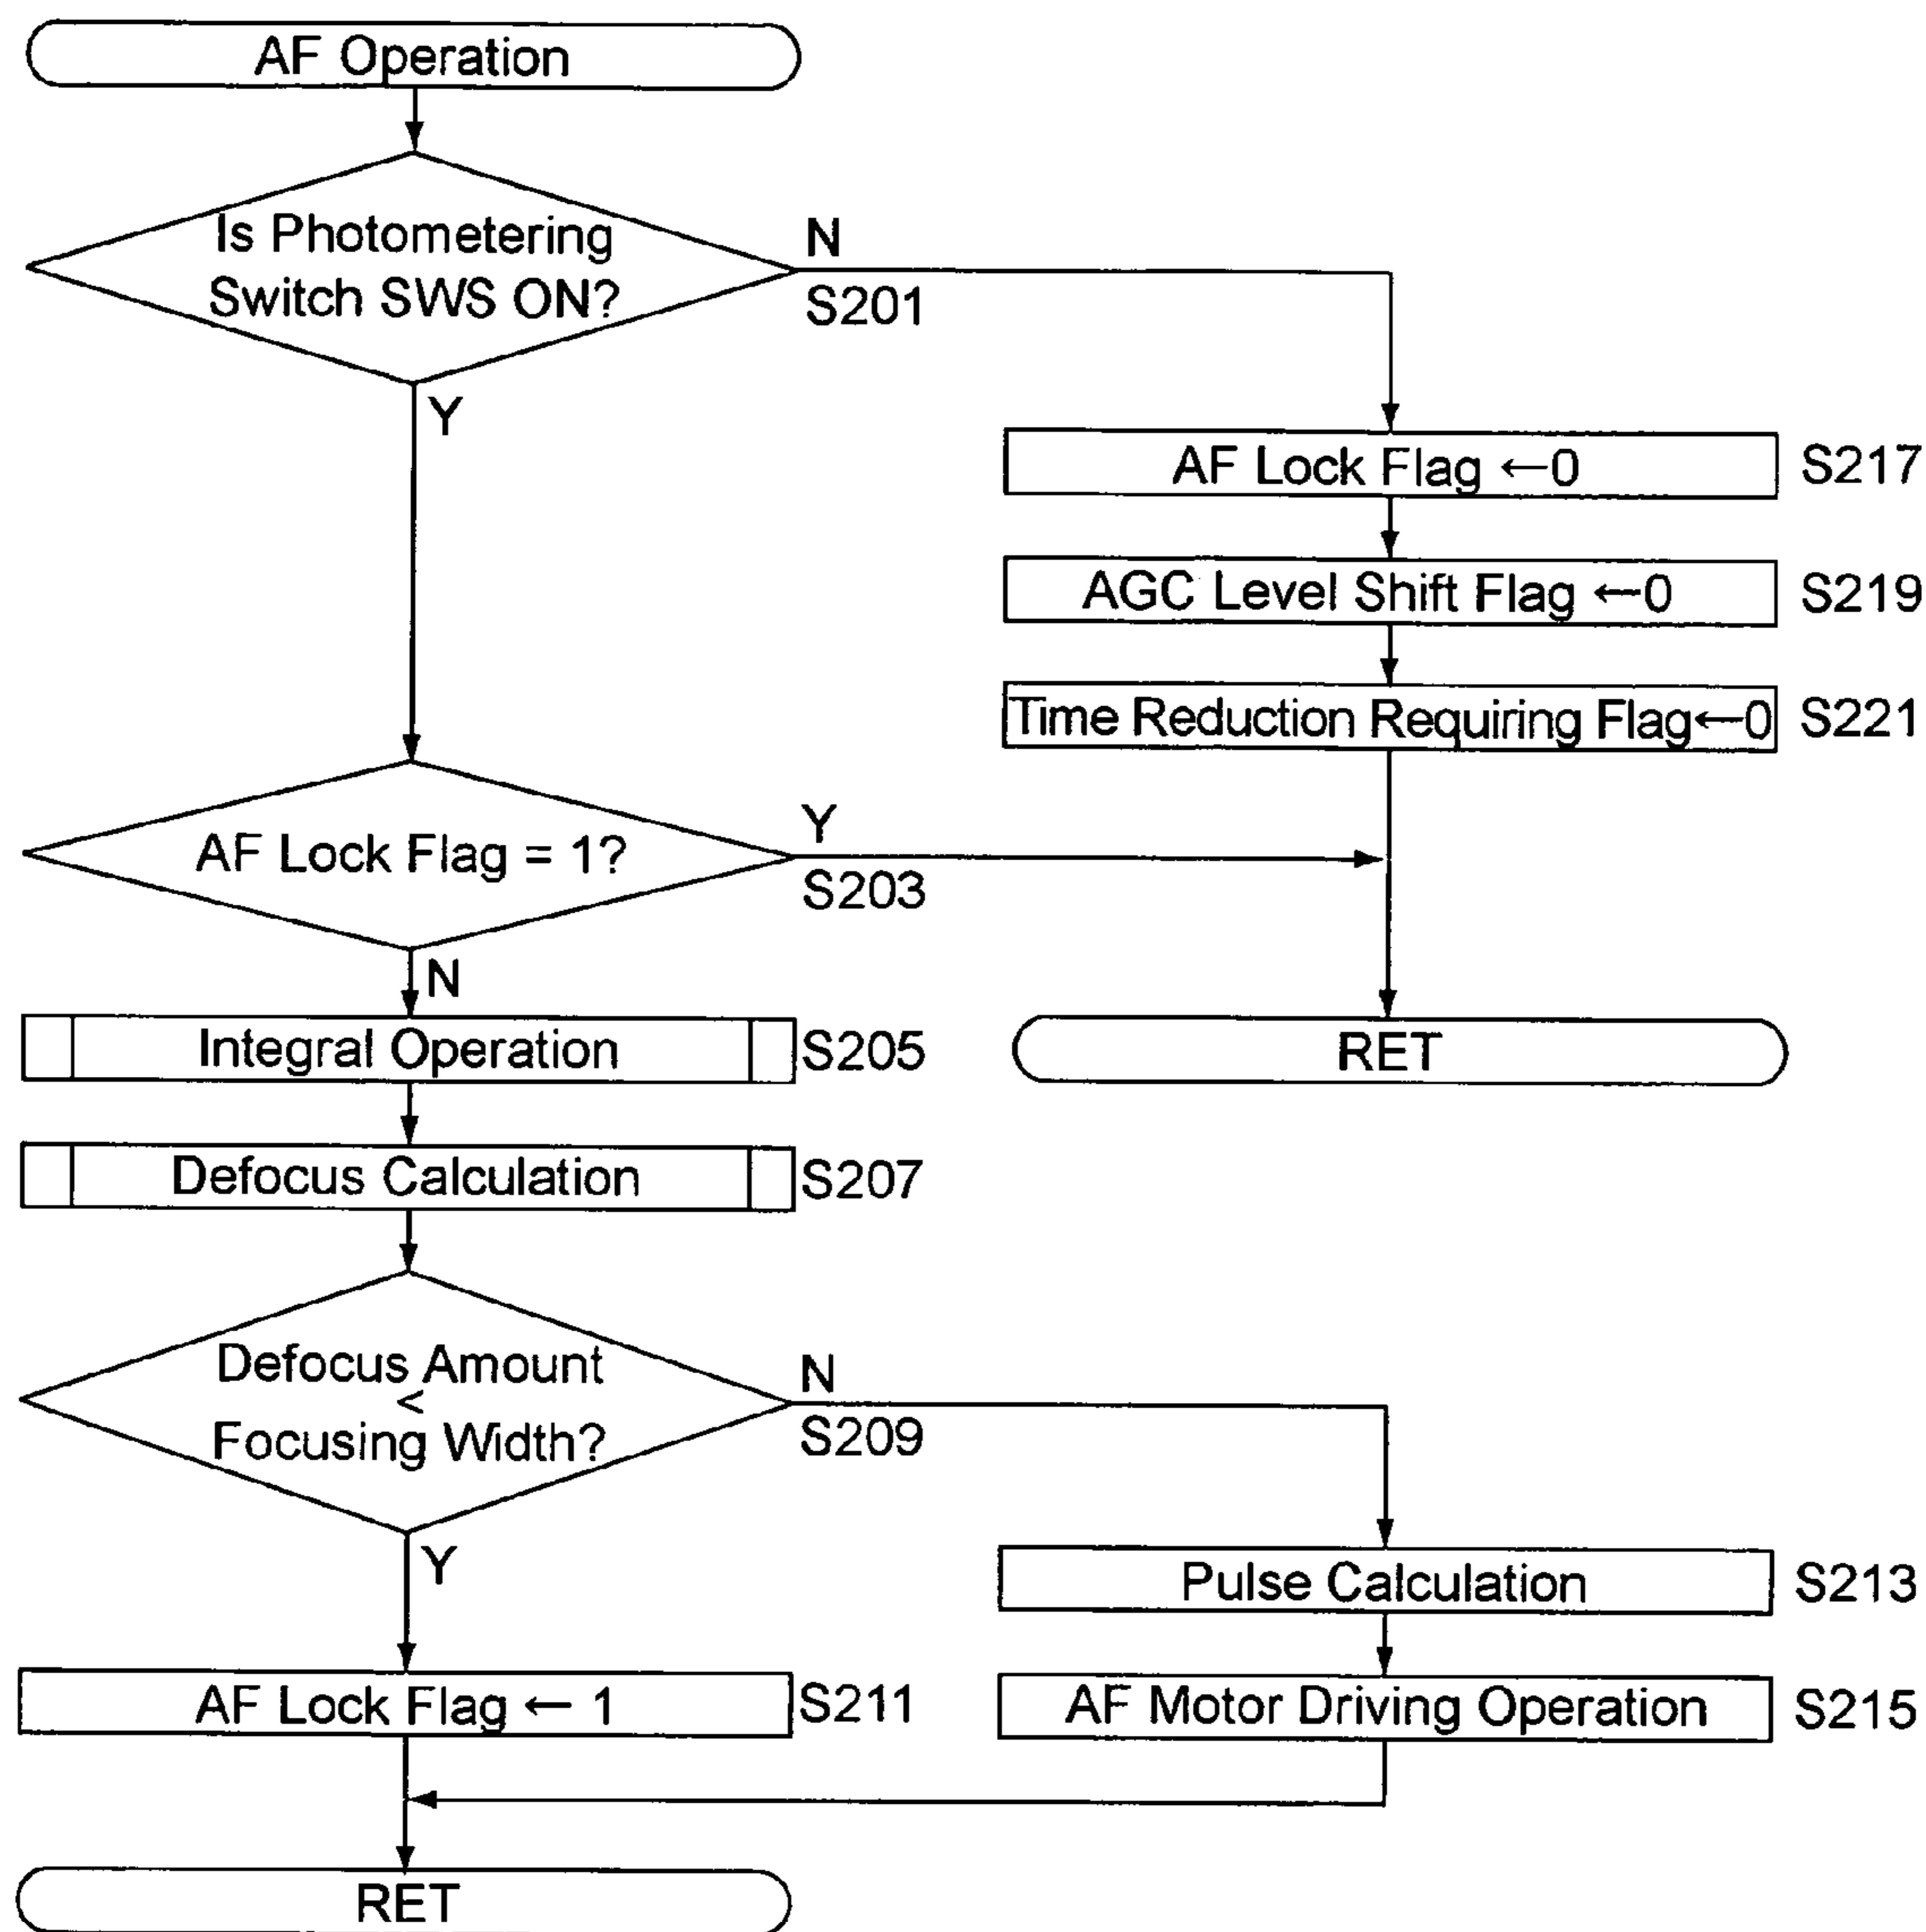 AF Operation
Is Photometering
Switch SWS ON?
N
S201
Y
AF Lock Flag ←0
S217
AGC Level Shift Flag ←0
S219
Time Reduction Requiring Flag←0
S221
AF Lock Flag = 1?
Y
S203
N
Integral Operation
S205
RET
Defocus Calculation
S207
Defocus Amount
<
Focusing Width?
N
S209
Y
Pulse Calculation
S213
AF Lock Flag ← 1
S211
AF Motor Driving Operation
S215
RET